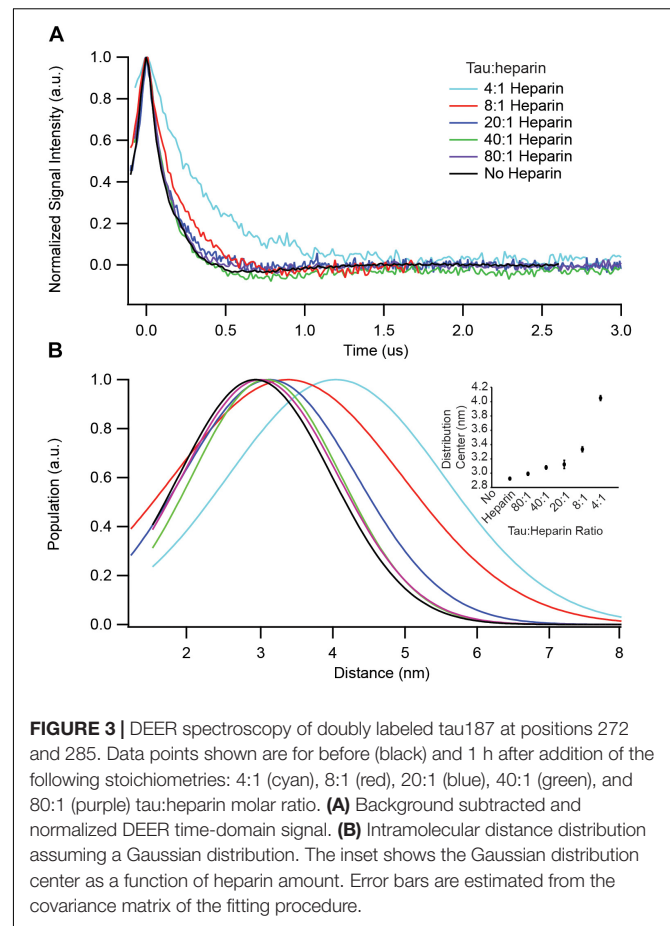 A
Normalized Signal Intensity (a.u.)
1.0
0.8
0.6
0.4
0.2
0.0
Tau:heparin
4:1 Heparin
8:1 Heparin
20:1 Heparin
40:1 Heparin
80:1 Heparin
No Heparin
0.0 0.5 1.0 1.5 2.0 2.5 3.0
Time (us)
B
Population (a.u.)
1.0
0.8
0.6
0.4
0.2
0.0
Distribution
Center (nm)
4.2
4.0
3.8
3.6
3.2
3.0
2.8
No
Heparin
80:1
40:1
20:1
8:1
4:1
Tau:Heparin Ratio
2 3 4 5 6 7 8
Distance (nm)
FIGURE 3 | DEER spectroscopy of doubly labeled tau187 at positions 272
and 285. Data points shown are for before (black) and 1 h after addition of the
following stoichiometries: 4:1 (cyan), 8:1 (red), 20:1 (blue), 40:1 (green), and
80:1 (purple) tau:heparin molar ratio. (A) Background subtracted and
normalized DEER time-domain signal. (B) Intramolecular distance distribution
assuming a Gaussian distribution. The inset shows the Gaussian distribution
center as a function of heparin amount. Error bars are estimated from the
covariance matrix of the fitting procedure.